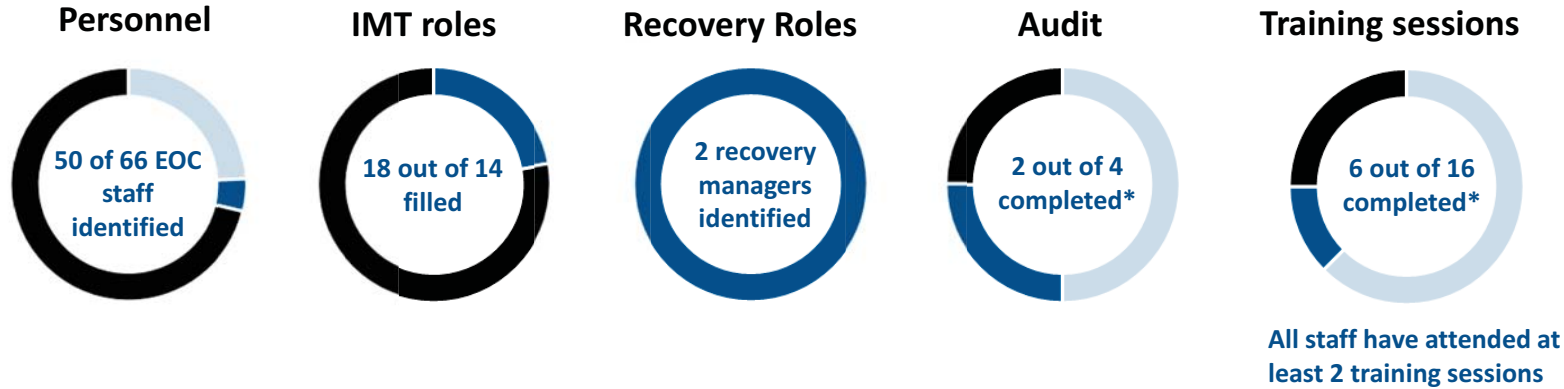 Personnel
50 of 66 EOC
staff
identified
IMT roles
18 out of 14
filled
Recovery Roles
2 recovery
managers
identified
Audit
2 out of 4
completed*
Training sessions
6 out of 16
completed*
All staff have attended at
least 2 training sessions